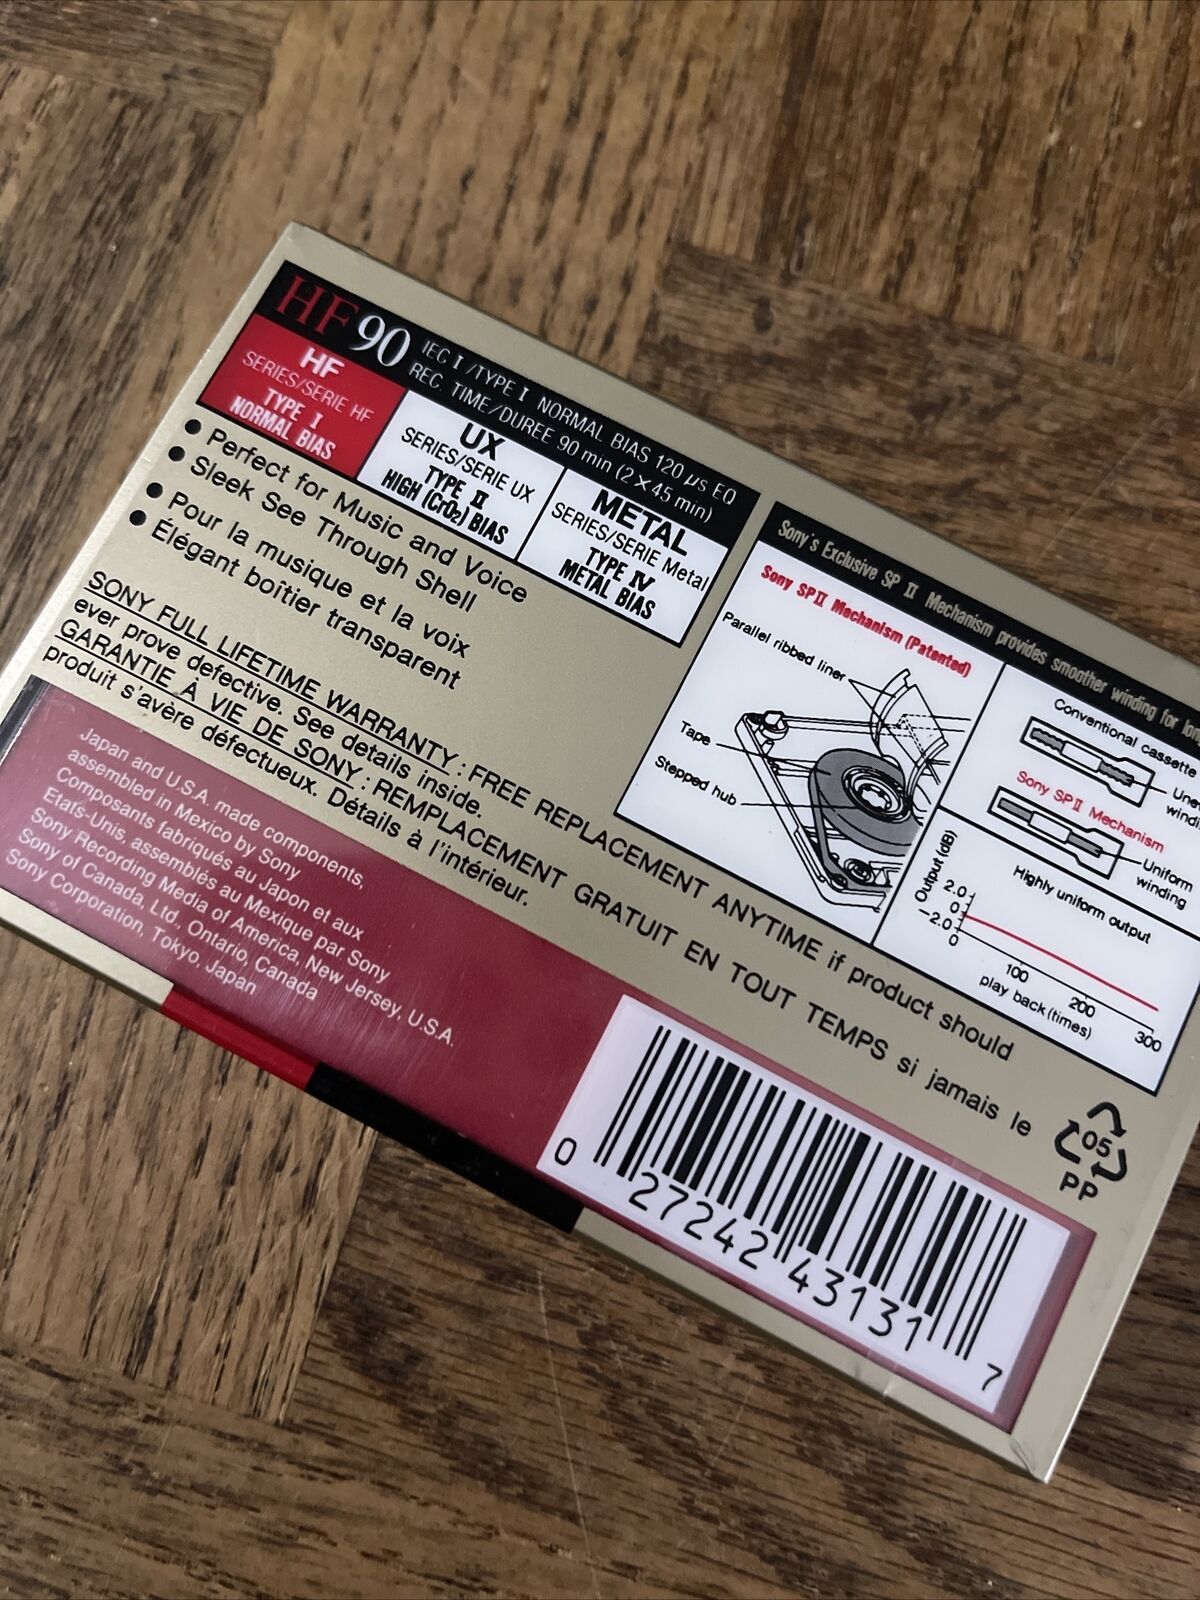 HF 90 IEC I / TYPE I NORMAL BIAS 120 µs EQ
REC. TIME/DUREE 90 min (2 × 45 min)
HF
SERIES/SERIE HF
TYPE I
NORMAL BIAS
UX
SERIES/SERIE UX
TYPE II
HIGH (CrO2) BIAS
METAL
SERIES/SERIE Metal
TYPE IV
METAL BIAS
● Perfect for Music and Voice
● Sleek See Through Shell
● Pour la musique et la voix
● Élégant boîtier transparent
SONY FULL LIFETIME WARRANTY : FREE REPLACEMENT ANYTIME if product should
ever prove defective. See details inside.
GARANTIE À VIE DE SONY : REMPLACEMENT GRATUIT EN TOUT TEMPS si jamais le
produit s'avère défectueux. Détails à l'intérieur.
Japan and U.S.A. made components,
assembled in Mexico by Sony
Composants fabriqués au Japon et aux
Etats-Unis, assemblés au Mexique par Sony
Sony Recording Media of America, New Jersey, U.S.A.
Sony of Canada, Ltd., Ontario, Canada
Sony Corporation, Tokyo, Japan
Sony's Exclusive SP II Mechanism provides smoother winding for
Sony SP II Mechanism (Patented)
Parallel ribbed liner
Tape
Stepped hub
Conventional cassette
Sony SP II Mechanism
Uniform
winding
Highly uniform output
Output (dB)
2.0
0
−2.0
0
100
200
300
play back (times)
05
PP
0 27242 43131 7